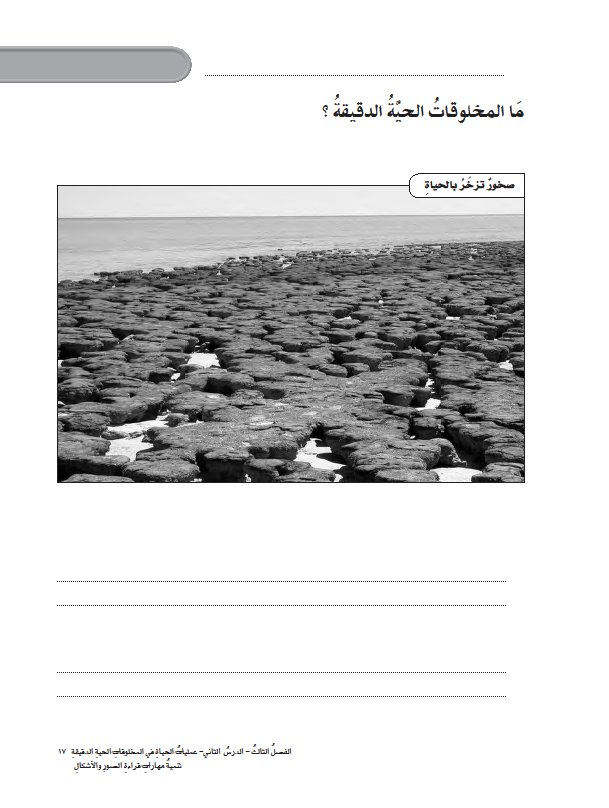 مَا المخلوقاتُ الحيَّةُ الدقيقةُ ؟
صخورٌ تزخَرُ بالحياةِ
الفصلُ الثالثُ – الدرسُ الثاني– عملياتُ الحياةِ في المخلوقاتِ الحيةِ الدقيقةِ ١٧
تنميةُ مهاراتِ قراءةِ الصورِ والأشكالِ